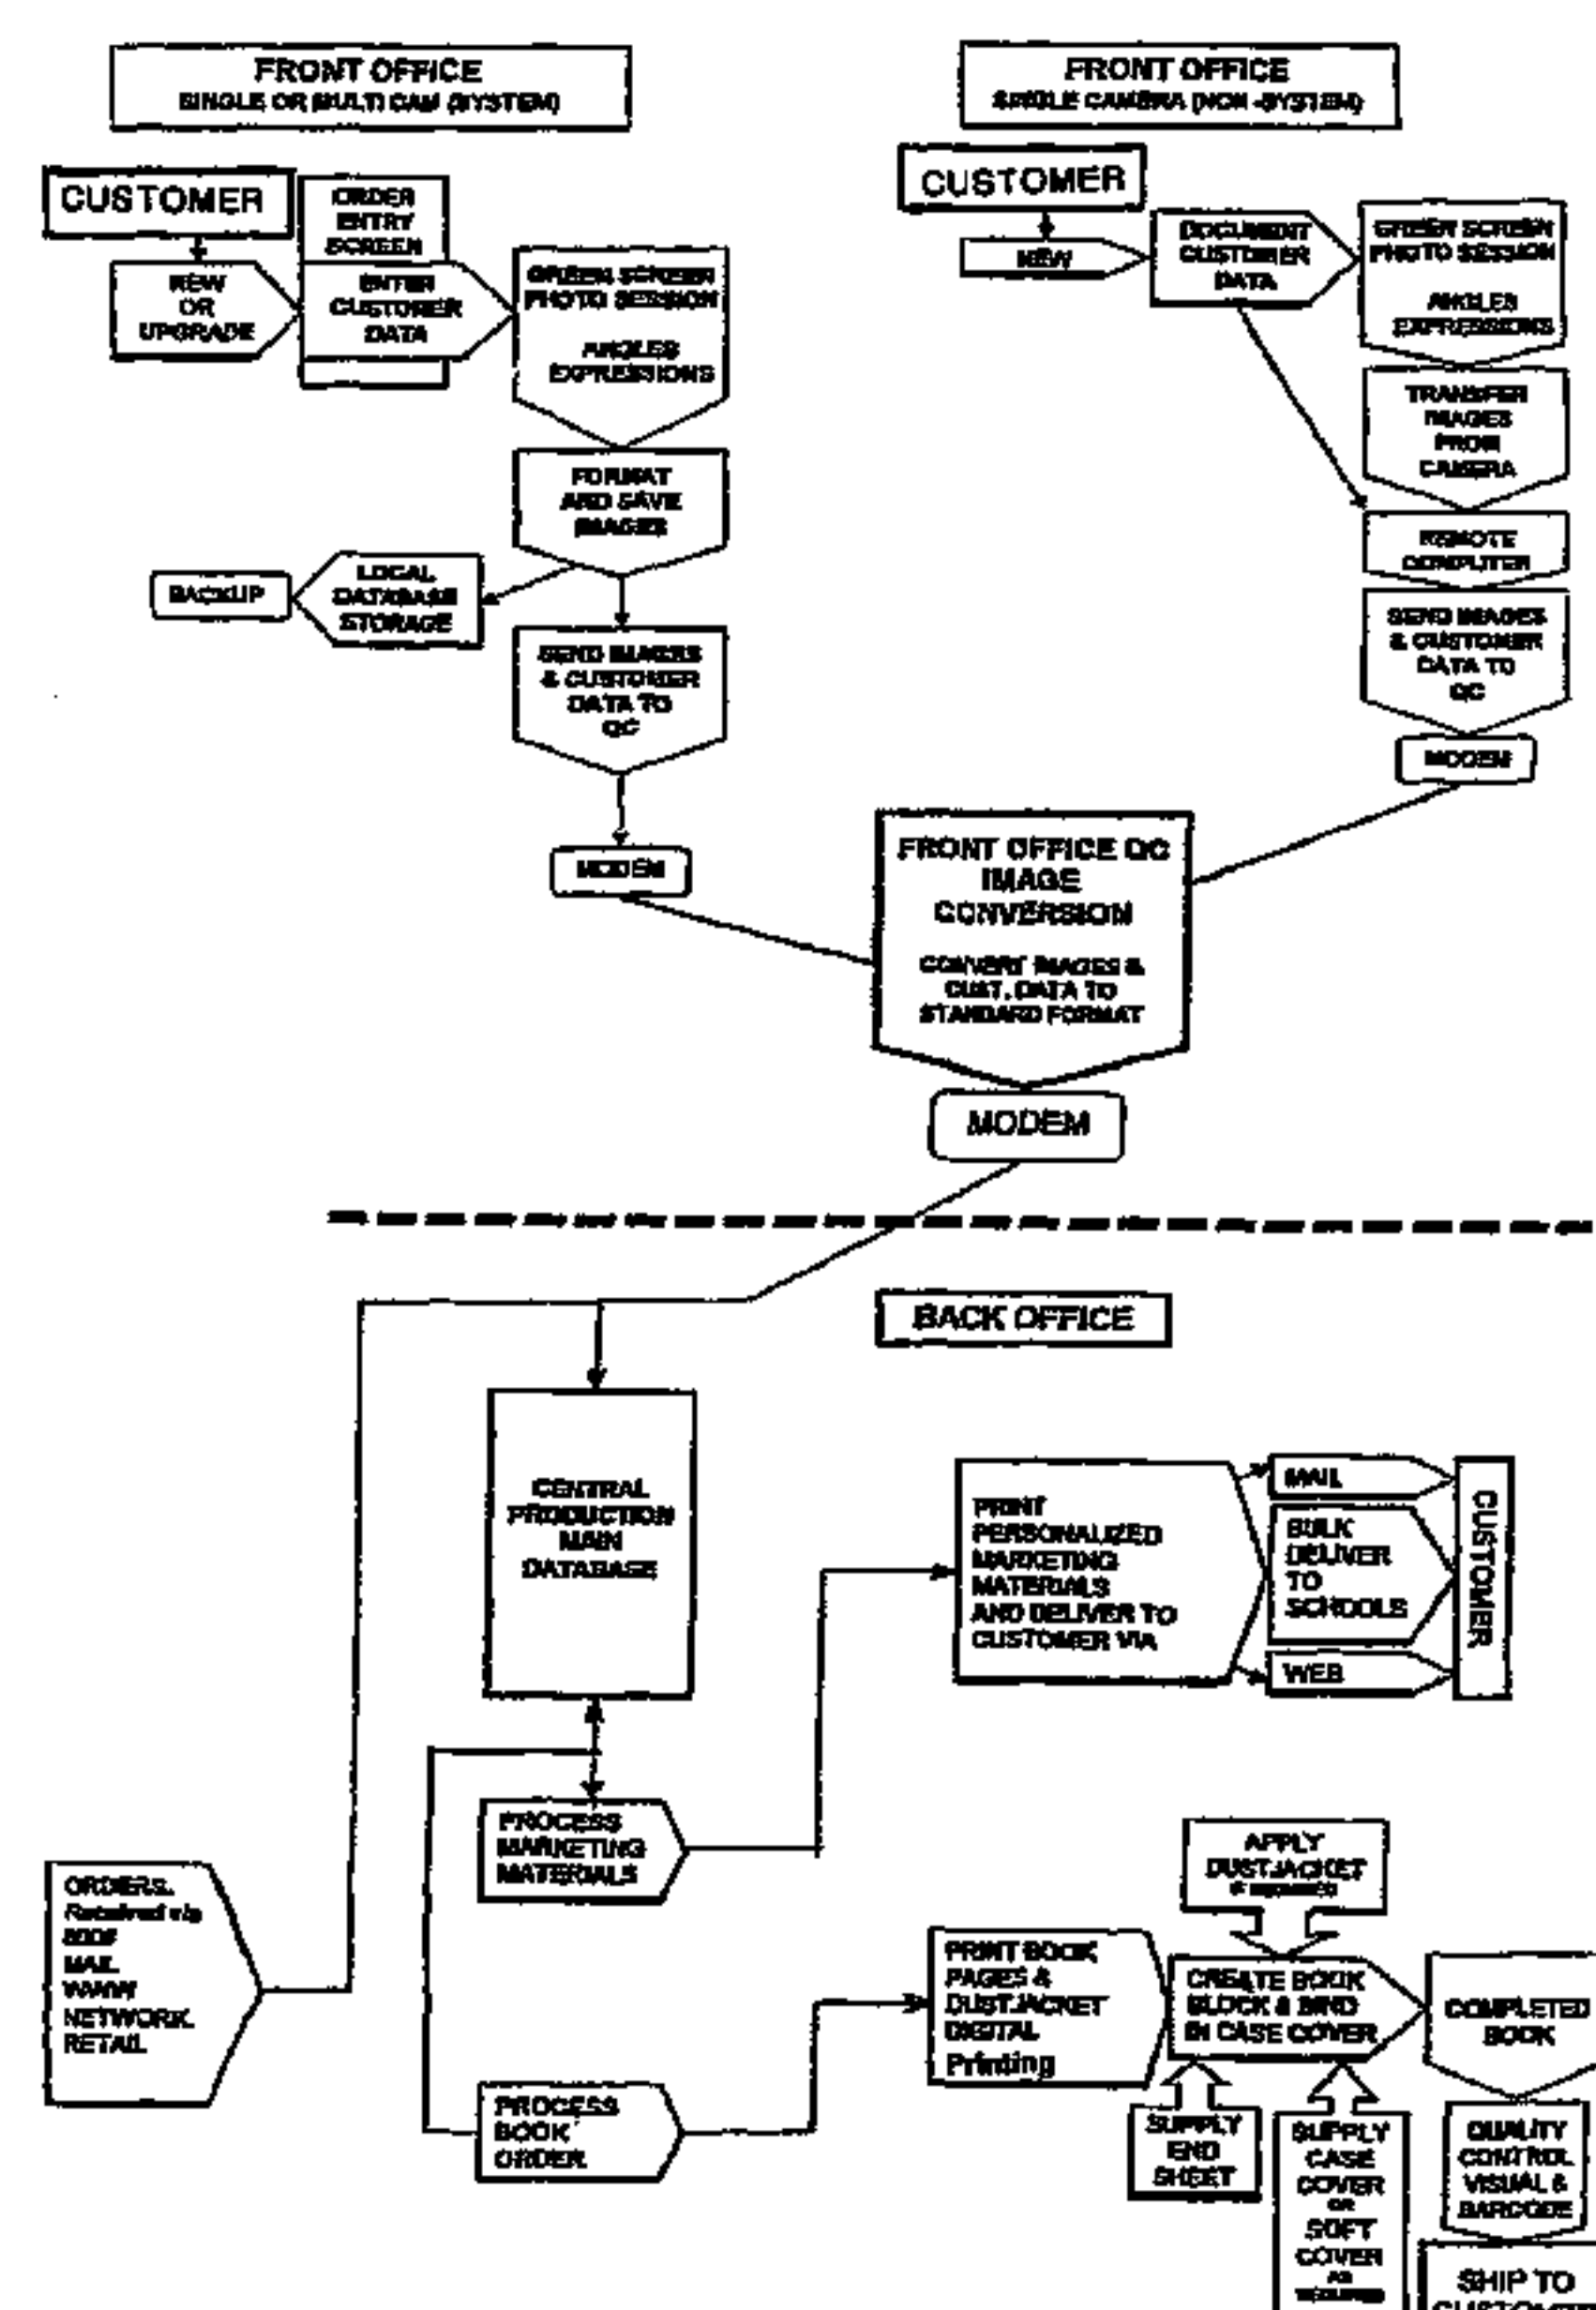 FRONT OFFICE
SINGLE OR MULTI CAM (SYSTEM)
CUSTOMER
NEW
OR
UPGRADE
ORDER
ENTRY
SCREEN
ENTER
CUSTOMER
DATA
GREEN SCREEN
PHOTO SESSION
ANGLES
EXPRESSIONS
FORMAT
AND SAVE
IMAGES
LOCAL
DATABASE
STORAGE
BACKUP
SEND IMAGES
& CUSTOMER
DATA TO
QC
MODEM
FRONT OFFICE
SINGLE CAMERA (NON-SYSTEM)
CUSTOMER
NEW
DOCUMENT
CUSTOMER
DATA
GREEN SCREEN
PHOTO SESSION
ANGLES
EXPRESSIONS
TRANSFER
IMAGES
FROM
CAMERA
REMOTE
COMPUTER
SEND IMAGES
& CUSTOMER
DATA TO
QC
MODEM
FRONT OFFICE QC
IMAGE
CONVERSION
CONVERT IMAGES &
CUST. DATA TO
STANDARD FORMAT
MODEM
BACK OFFICE
CENTRAL
PRODUCTION
MAIN
DATABASE
PRINT
PERSONALIZED
MARKETING
MATERIALS
AND DELIVER TO
CUSTOMER VIA
MAIL
BULK
DELIVER
TO
SCHOOLS
WEB
CUSTOMER
PROCESS
MARKETING
MATERIALS
ORDERS.
Received via
MAIL
WWW
NETWORK.
RETAIL
PROCESS
BOOK
ORDER
PRINT BOOK
PAGES &
DUSTJACKET
DIGITAL
Printing
APPLY
DUSTJACKET
CREATE BOOK
BLOCK & BIND
IN CASE COVER
SUPPLY
END
SHEET
SUPPLY
CASE
COVER
OR
SOFT
COVER
AS
REQUIRED
COMPLETED
BOOK
QUALITY
CONTROL
VISUAL &
BARCODE
SHIP TO